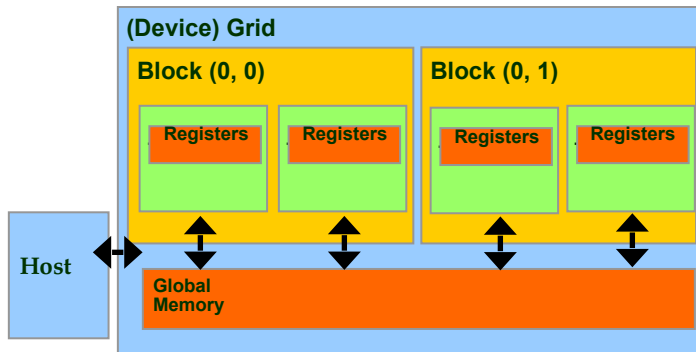 (Device) Grid
Block (0, 0)
Block (0, 1)
Registers
Registers
Registers
Registers
Host
Global
Memory